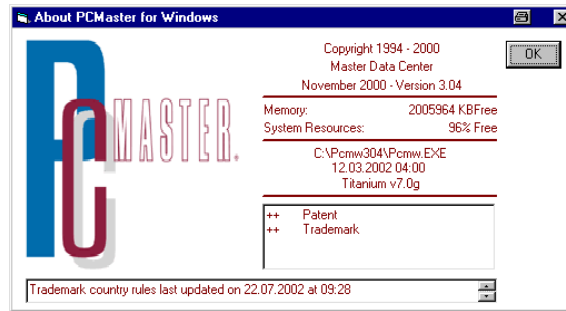 About PCMaster for Windows
PC MASTER.
Copyright 1994 - 2000
Master Data Center
November 2000 - Version 3.04
OK
Memory: 2005964 KBFree
System Resources: 96% Free
C:\Pcmw304\Pcmw.EXE
12.03.2002 04:00
Titanium v7.0g
++ Patent
++ Trademark
Trademark country rules last updated on 22.07.2002 at 09:28